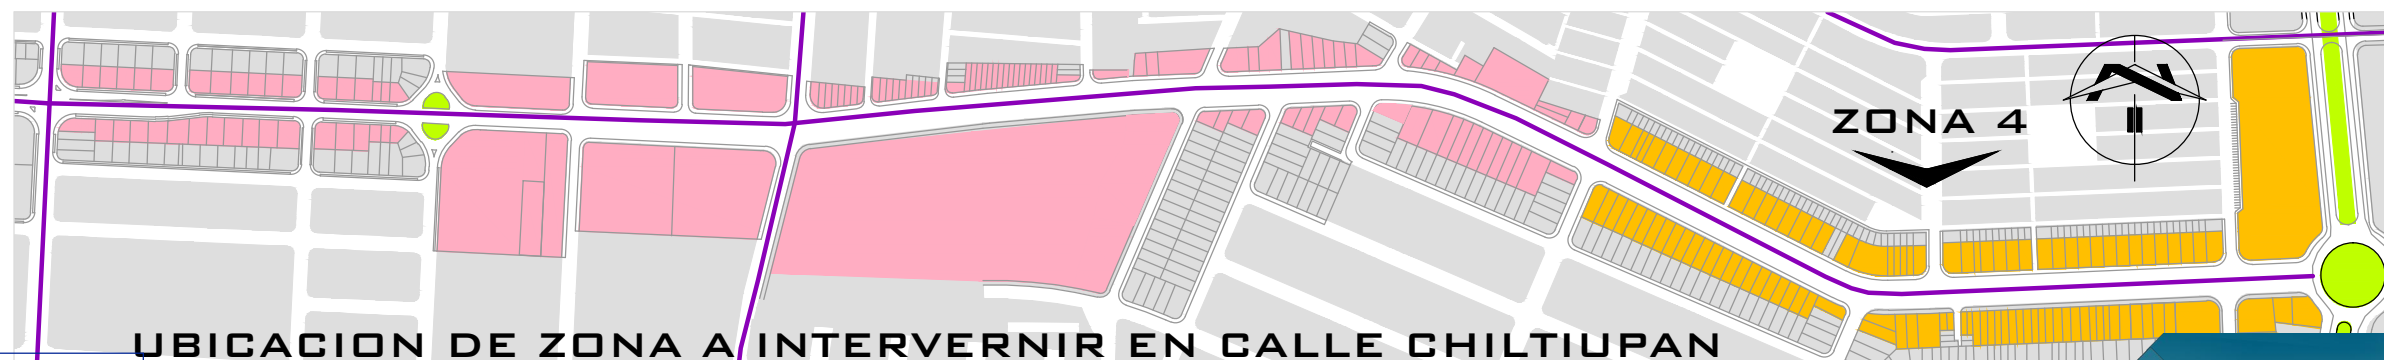 ZONA 4
UBICACION DE ZONA A INTERVERNIR EN CALLE CHILTIUPAN